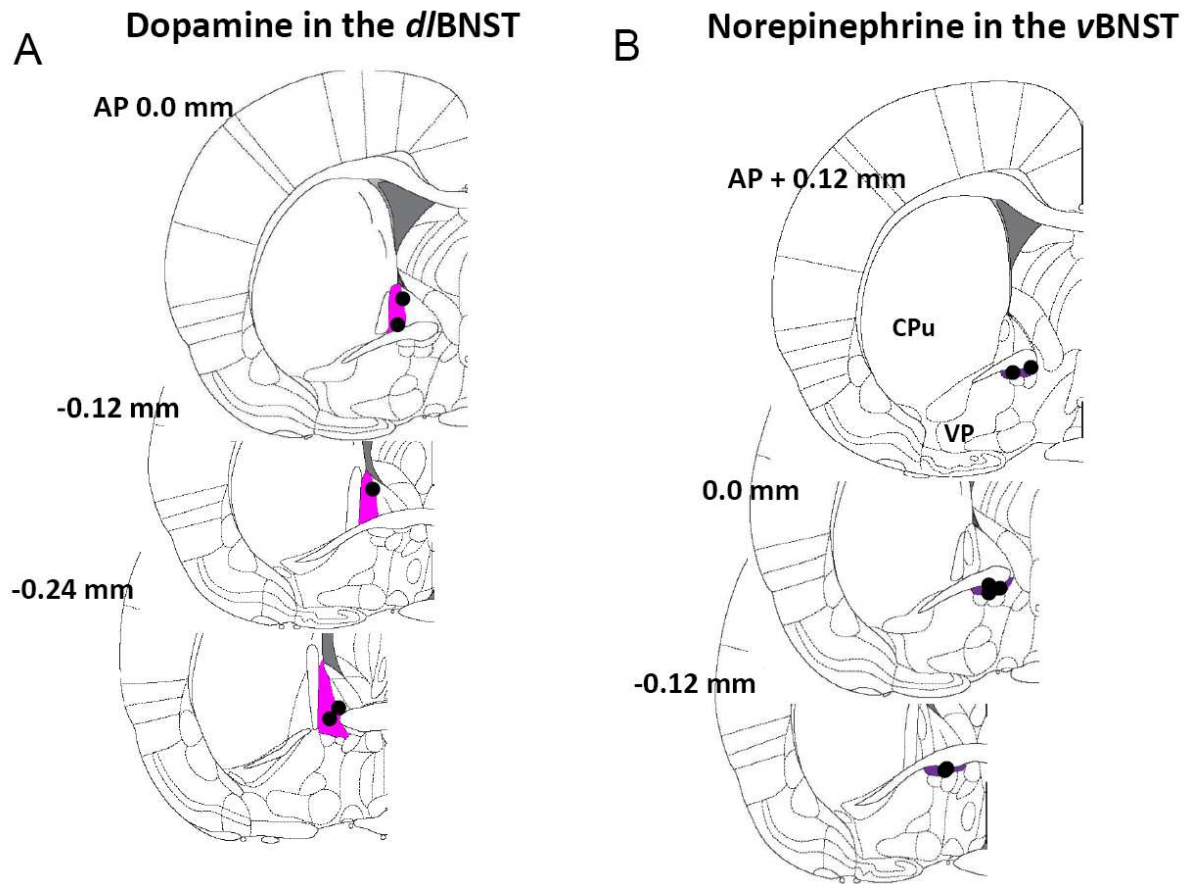 A
Dopamine in the dlBNST
AP 0.0 mm
-0.12 mm
-0.24 mm
B
Norepinephrine in the vBNST
AP + 0.12 mm
CPu
VP
0.0 mm
-0.12 mm